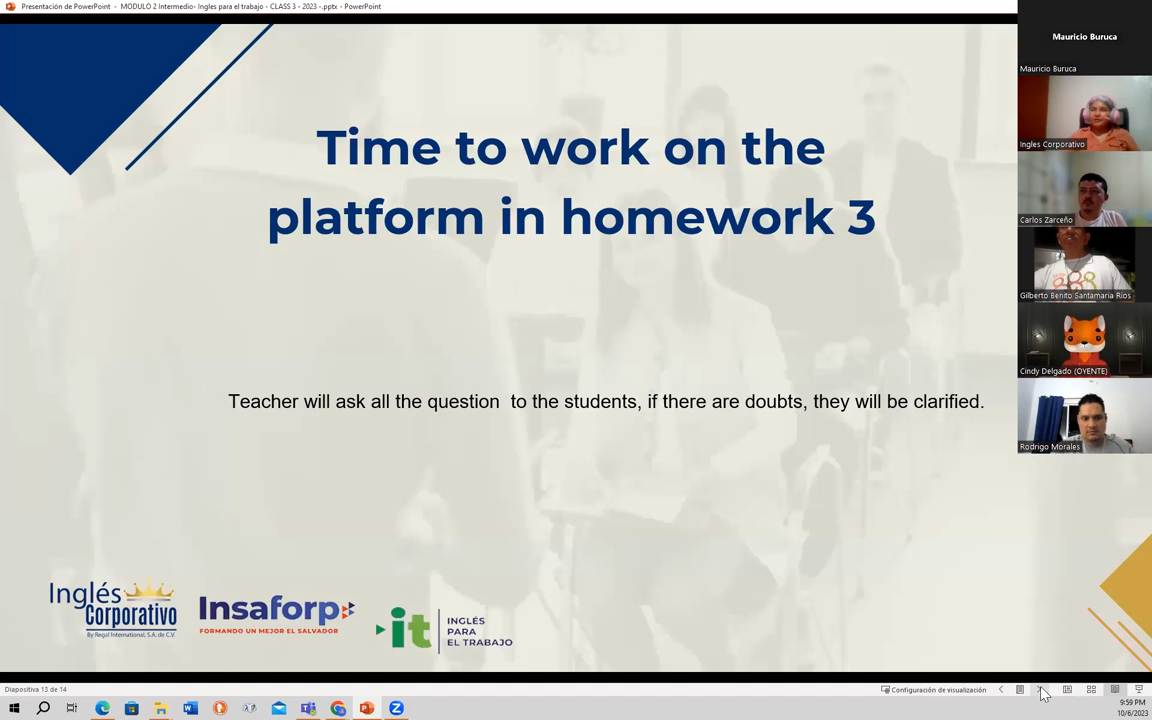 Presentación de PowerPoint - MODULO 2 Intermedio- Ingles para el trabajo - CLASS 3 - 2023 -.pptx - PowerPoint
Mauricio Buruca
Mauricio Buruca
Ingles Corporativo
Carlos Zarceño
Gilberto Benito Santamaria Rios
Cindy Delgado (OYENTE)
Rodrigo Morales
Time to work on the
platform in homework 3
Teacher will ask all the question to the students, if there are doubts, they will be clarified.
Inglés
Corporativo
By Regal International, S.A. de C.V.
Insaforp
FORMANDO UN MEJOR EL SALVADOR
it
INGLÉS
PARA
EL TRABAJO
Diapositiva 13 de 14
Configuración de visualización
9:59 PM
10/6/2023